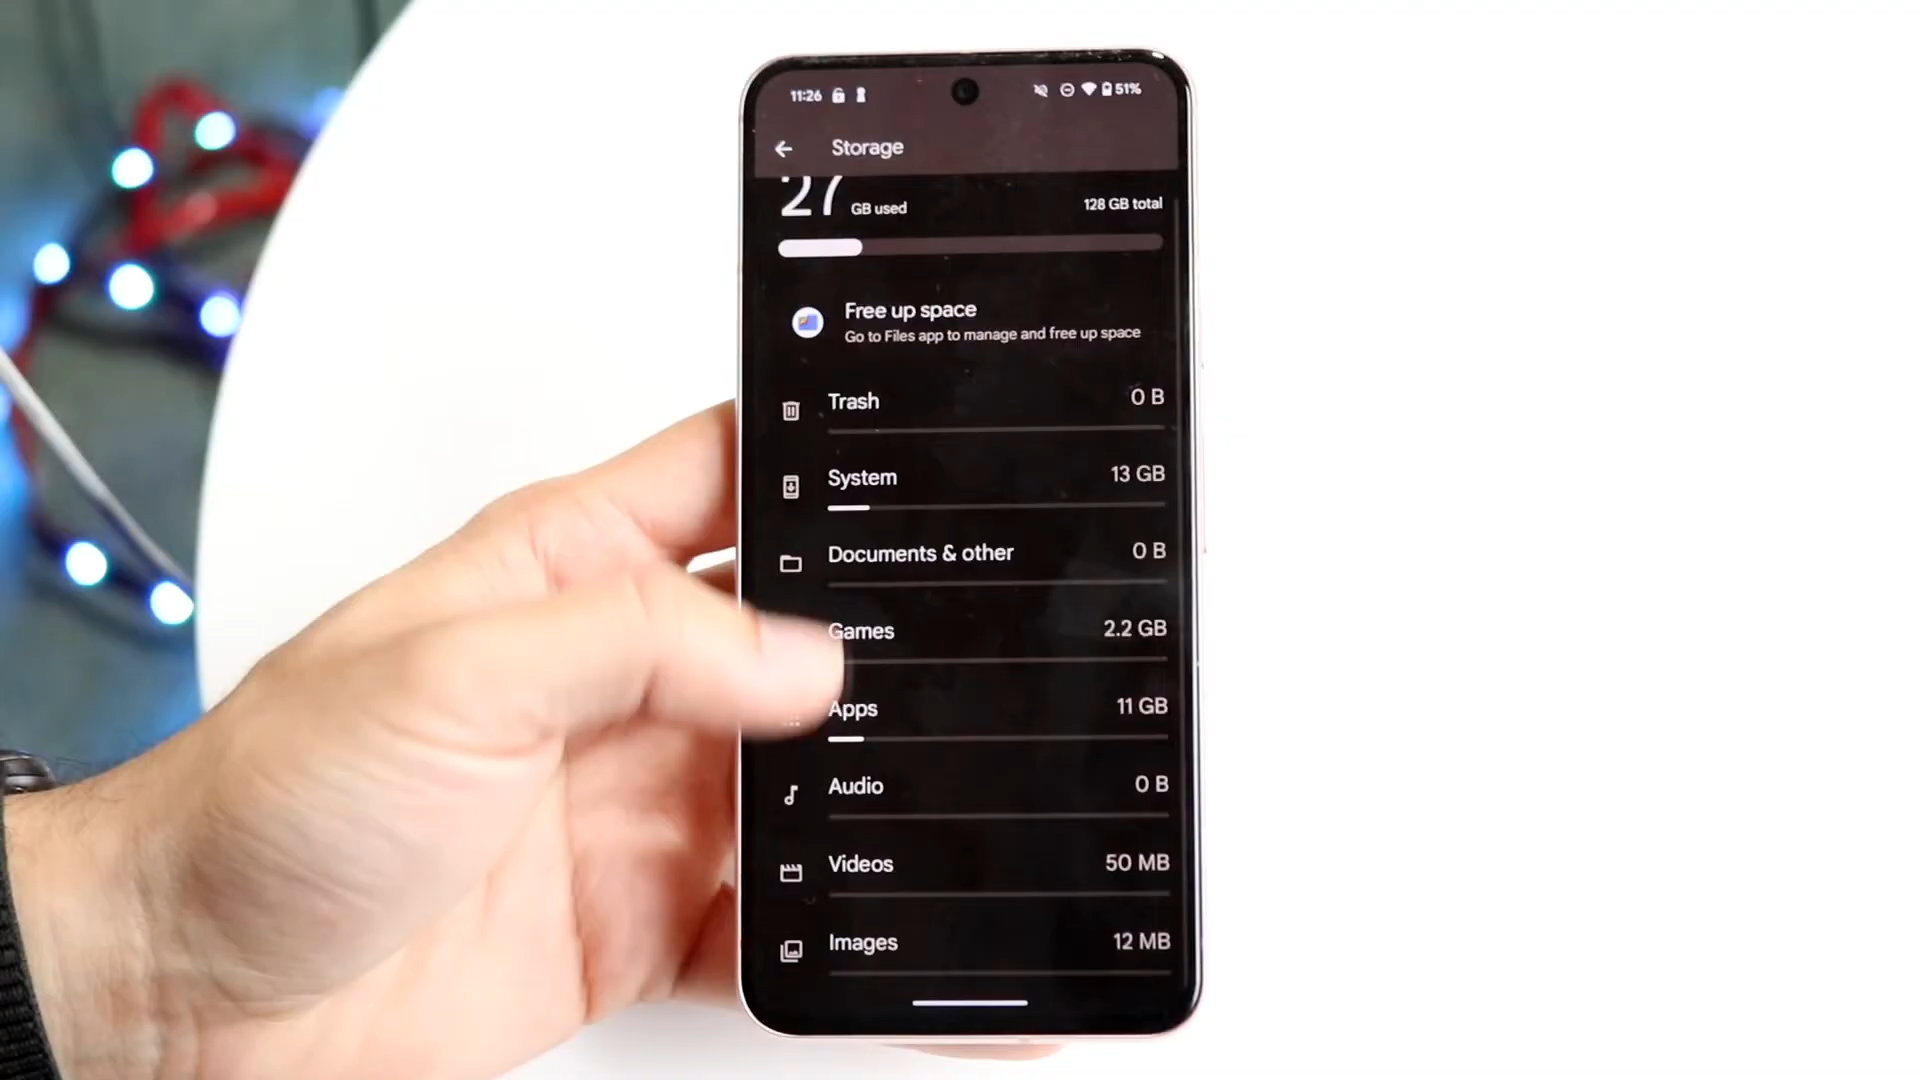 11:26 51%
Storage
27 GB used 128 GB total
Free up space
Go to Files app to manage and free up space
Trash 0 B
System 13 GB
Documents & other 0 B
Games 2.2 GB
Apps 11 GB
Audio 0 B
Videos 50 MB
Images 12 MB